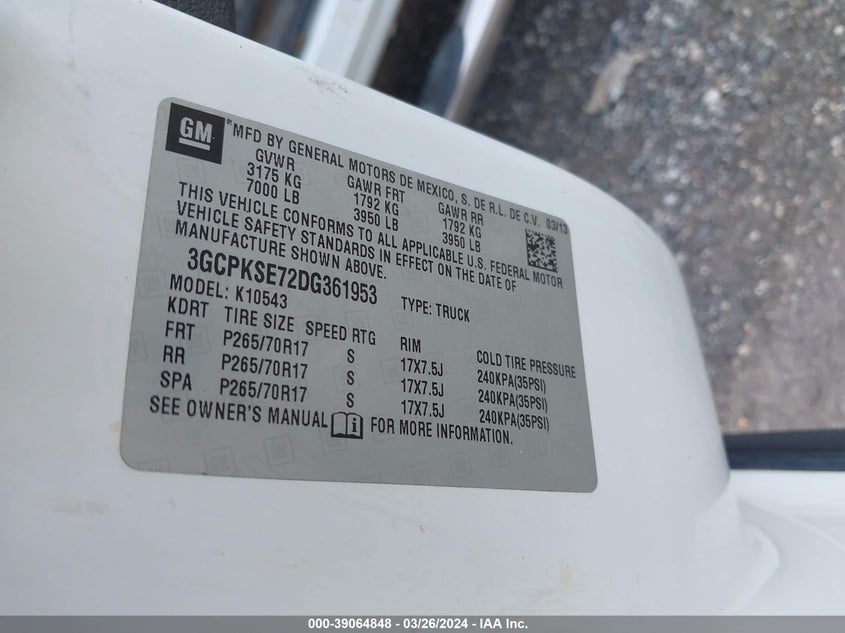 GM
® MFD BY GENERAL MOTORS DE MEXICO, S. DE R.L. DE C.V. 03/13
GVWR GAWR FRT GAWR RR
3175 KG 1792 KG 1792 KG
7000 LB 3950 LB 3950 LB
THIS VEHICLE CONFORMS TO ALL APPLICABLE U.S. FEDERAL MOTOR
VEHICLE SAFETY STANDARDS IN EFFECT ON THE DATE OF
MANUFACTURE SHOWN ABOVE.
3GCPKSE72DG361953 TYPE: TRUCK
MODEL: K10543
KDRT TIRE SIZE SPEED RTG RIM COLD TIRE PRESSURE
FRT P265/70R17 S 17X7.5J 240KPA(35PSI)
RR P265/70R17 S 17X7.5J 240KPA(35PSI)
SPA P265/70R17 S 17X7.5J 240KPA(35PSI)
SEE OWNER'S MANUAL i FOR MORE INFORMATION.
000-39064848 - 03/26/2024 - IAA Inc.